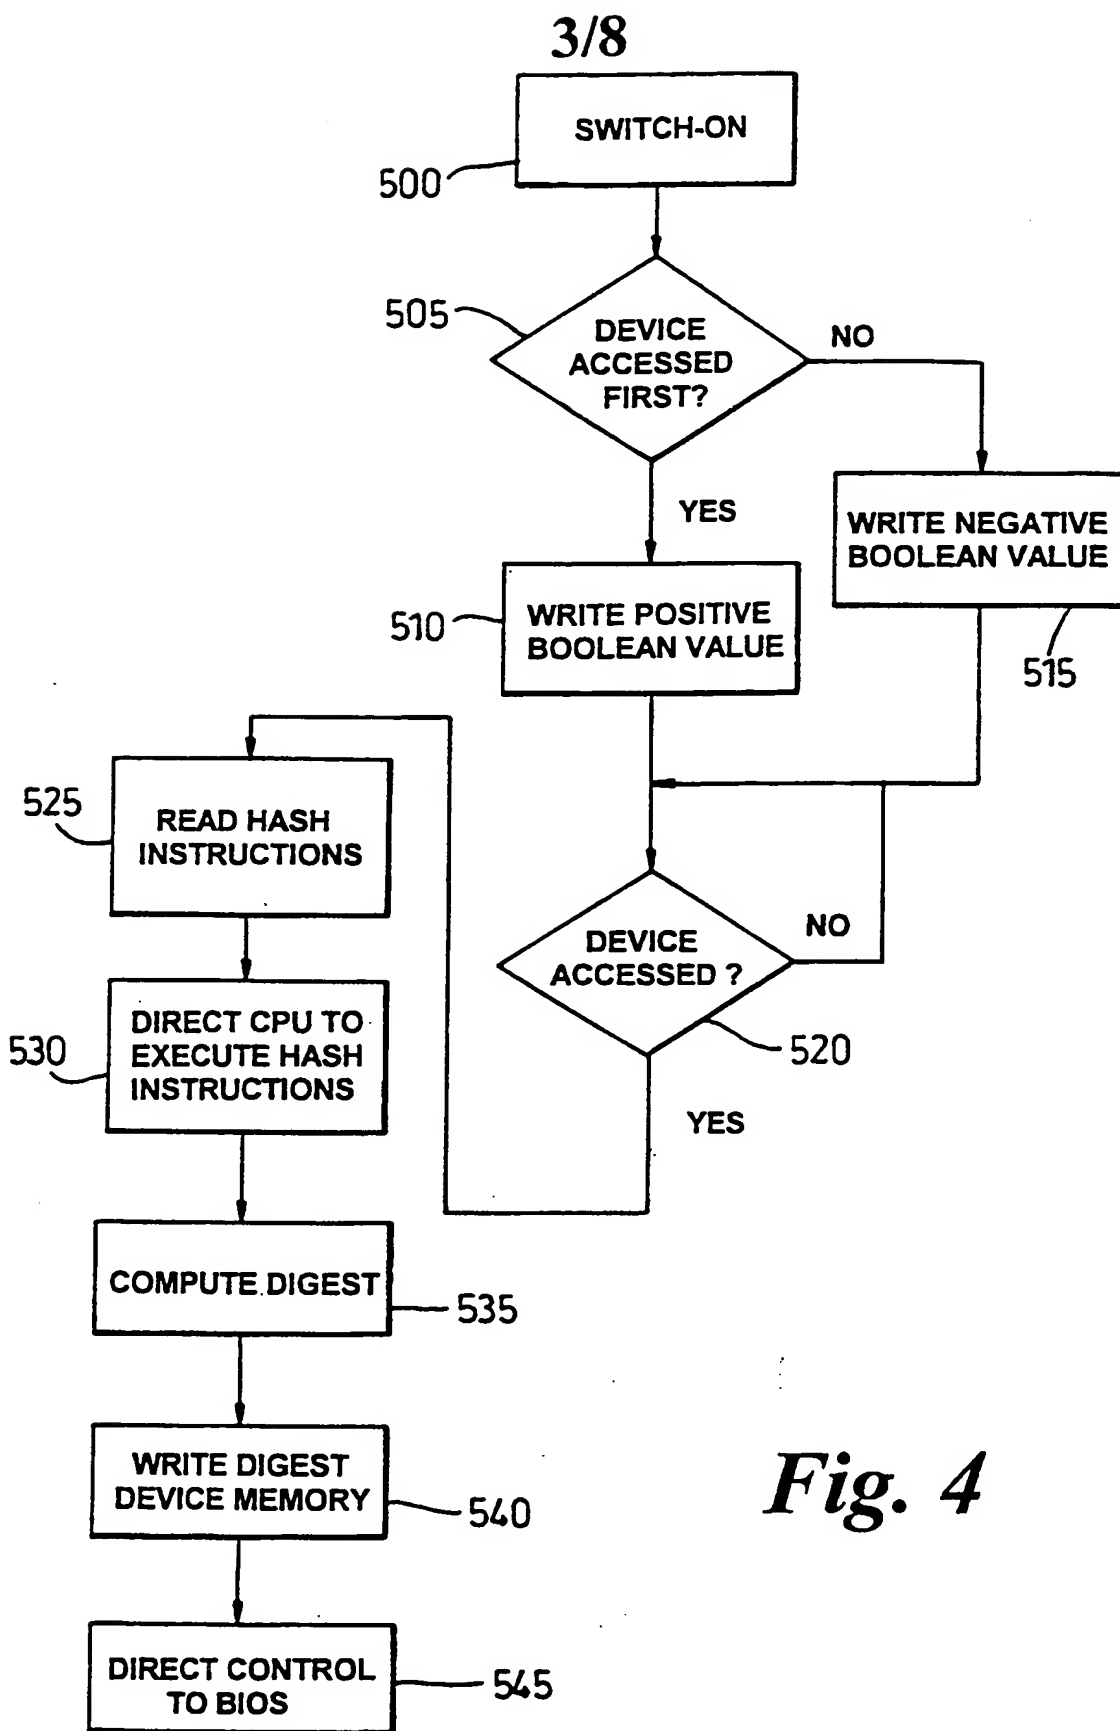 3/8
SWITCH-ON
500
505
DEVICE
ACCESSED
FIRST?
NO
YES
WRITE NEGATIVE
BOOLEAN VALUE
515
510
WRITE POSITIVE
BOOLEAN VALUE
525
READ HASH
INSTRUCTIONS
DEVICE
ACCESSED ?
NO
520
YES
530
DIRECT CPU TO
EXECUTE HASH
INSTRUCTIONS
COMPUTE DIGEST
535
WRITE DIGEST
DEVICE MEMORY
540
DIRECT CONTROL
TO BIOS
545
Fig. 4